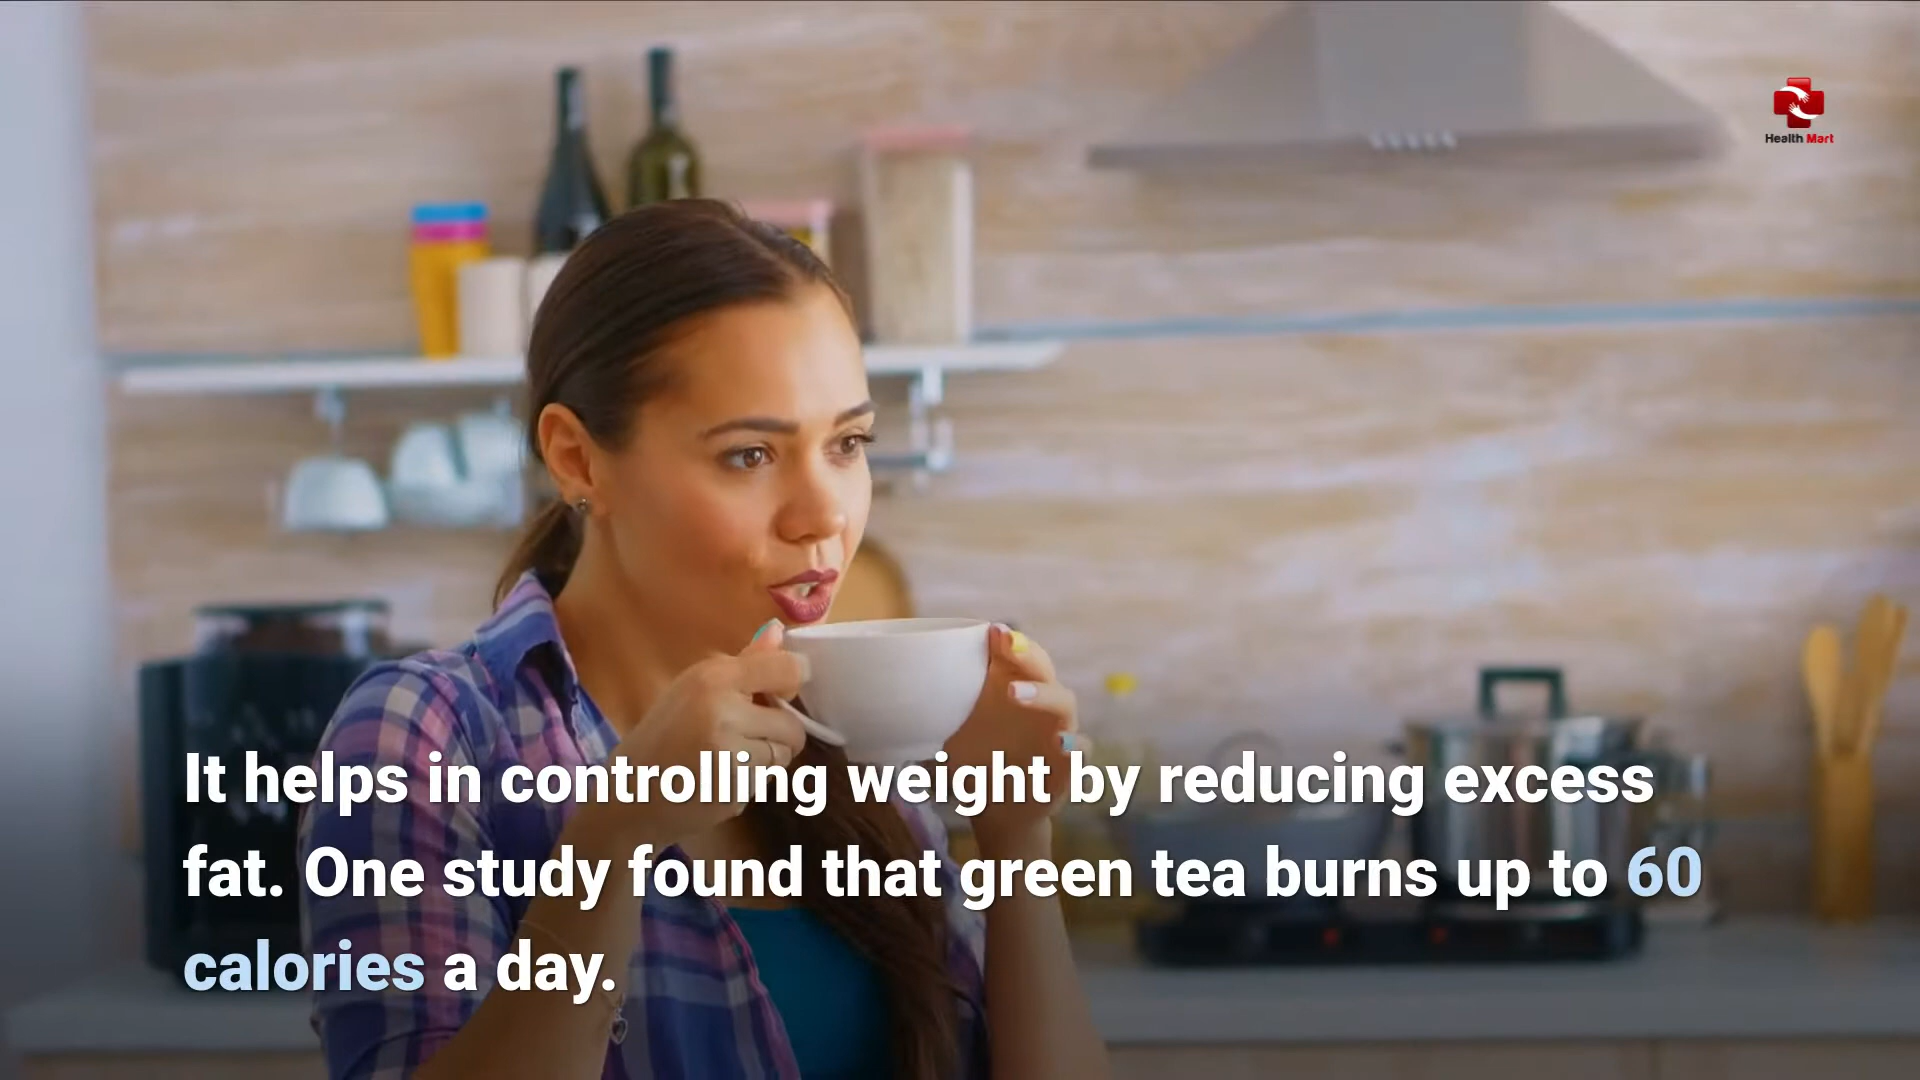 Health Mart
It helps in controlling weight by reducing excess
fat. One study found that green tea burns up to 60
calories a day.